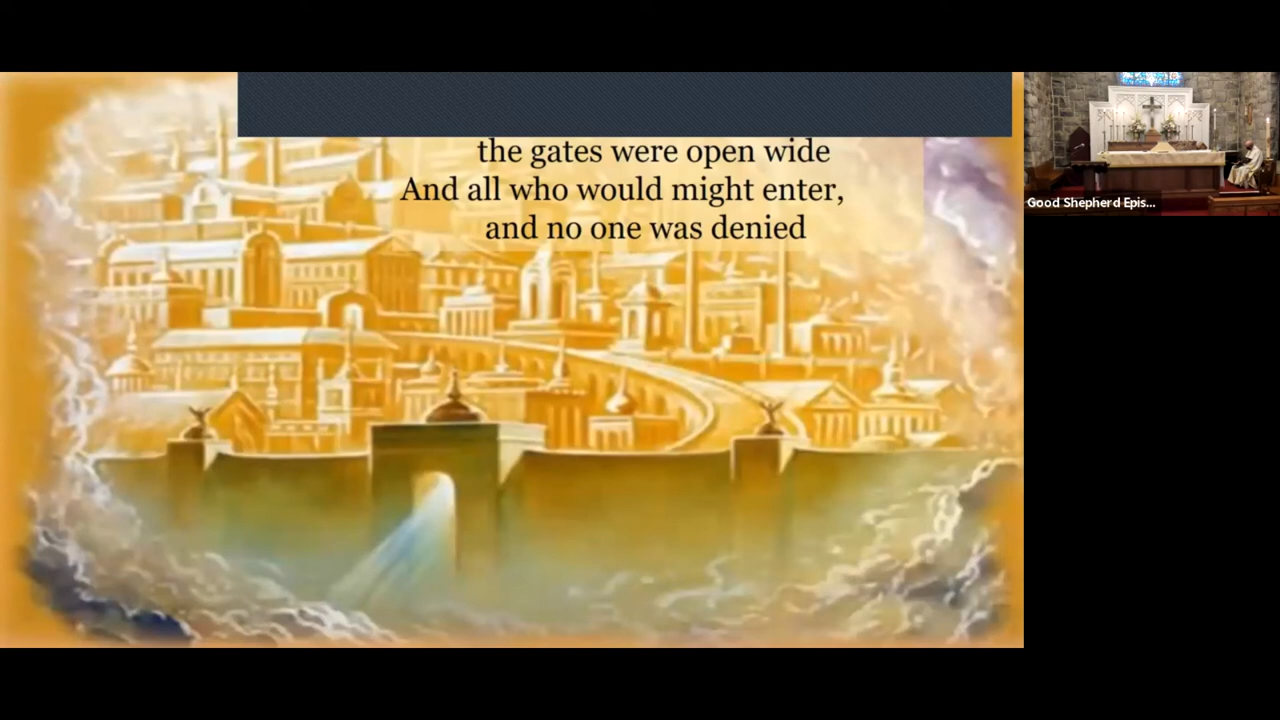 the gates were open wide
And all who would might enter,
and no one was denied
Good Shepherd Epis...